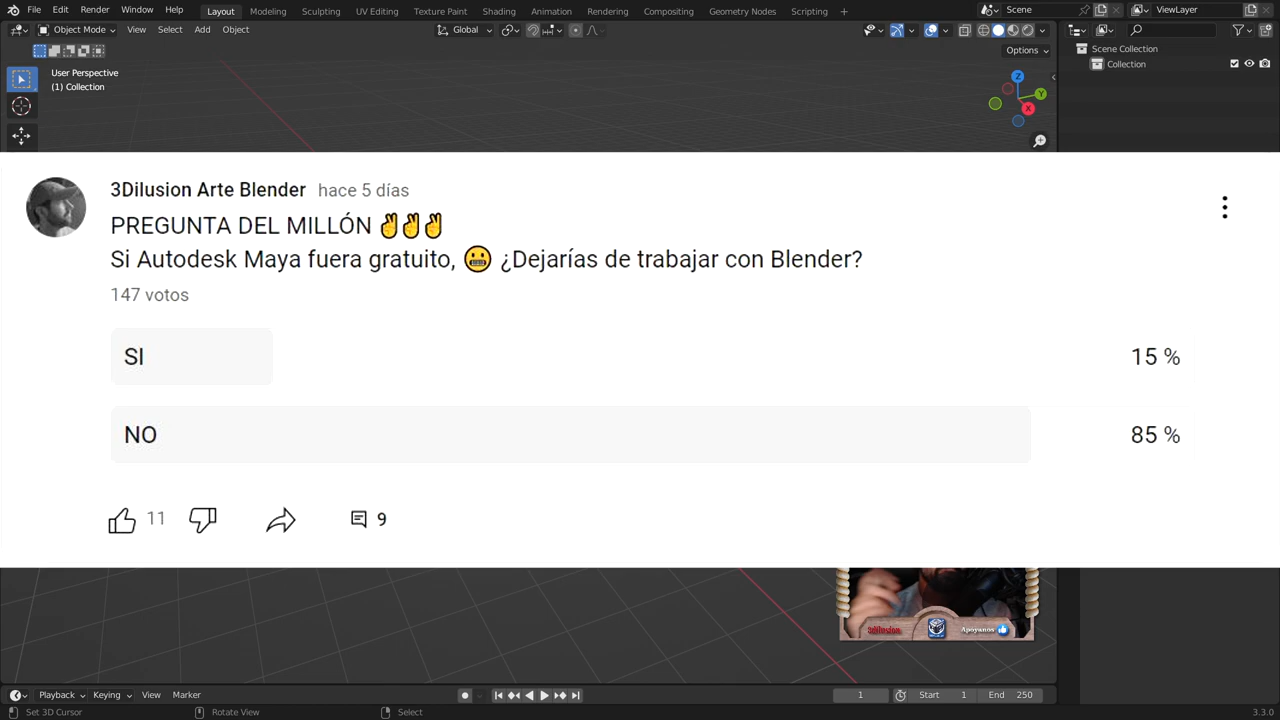 File Edit Render Window Help Layout Modeling Sculpting UV Editing Texture Paint Shading Animation Rendering Compositing Geometry Nodes Scripting + Scene ViewLayer
Object Mode View Select Add Object Global
Options
User Perspective
(1) Collection
Scene Collection
Collection
Z
Y
X
3Dilusion Arte Blender hace 5 días
PREGUNTA DEL MILLÓN ✌✌✌
Si Autodesk Maya fuera gratuito, 😬 ¿Dejarías de trabajar con Blender?
147 votos
SI 15 %
NO 85 %
11 9
3dilusion Apoyanos
Playback Keying View Marker 1 Start 1 End 250
Set 3D Cursor Rotate View Select 3.3.0